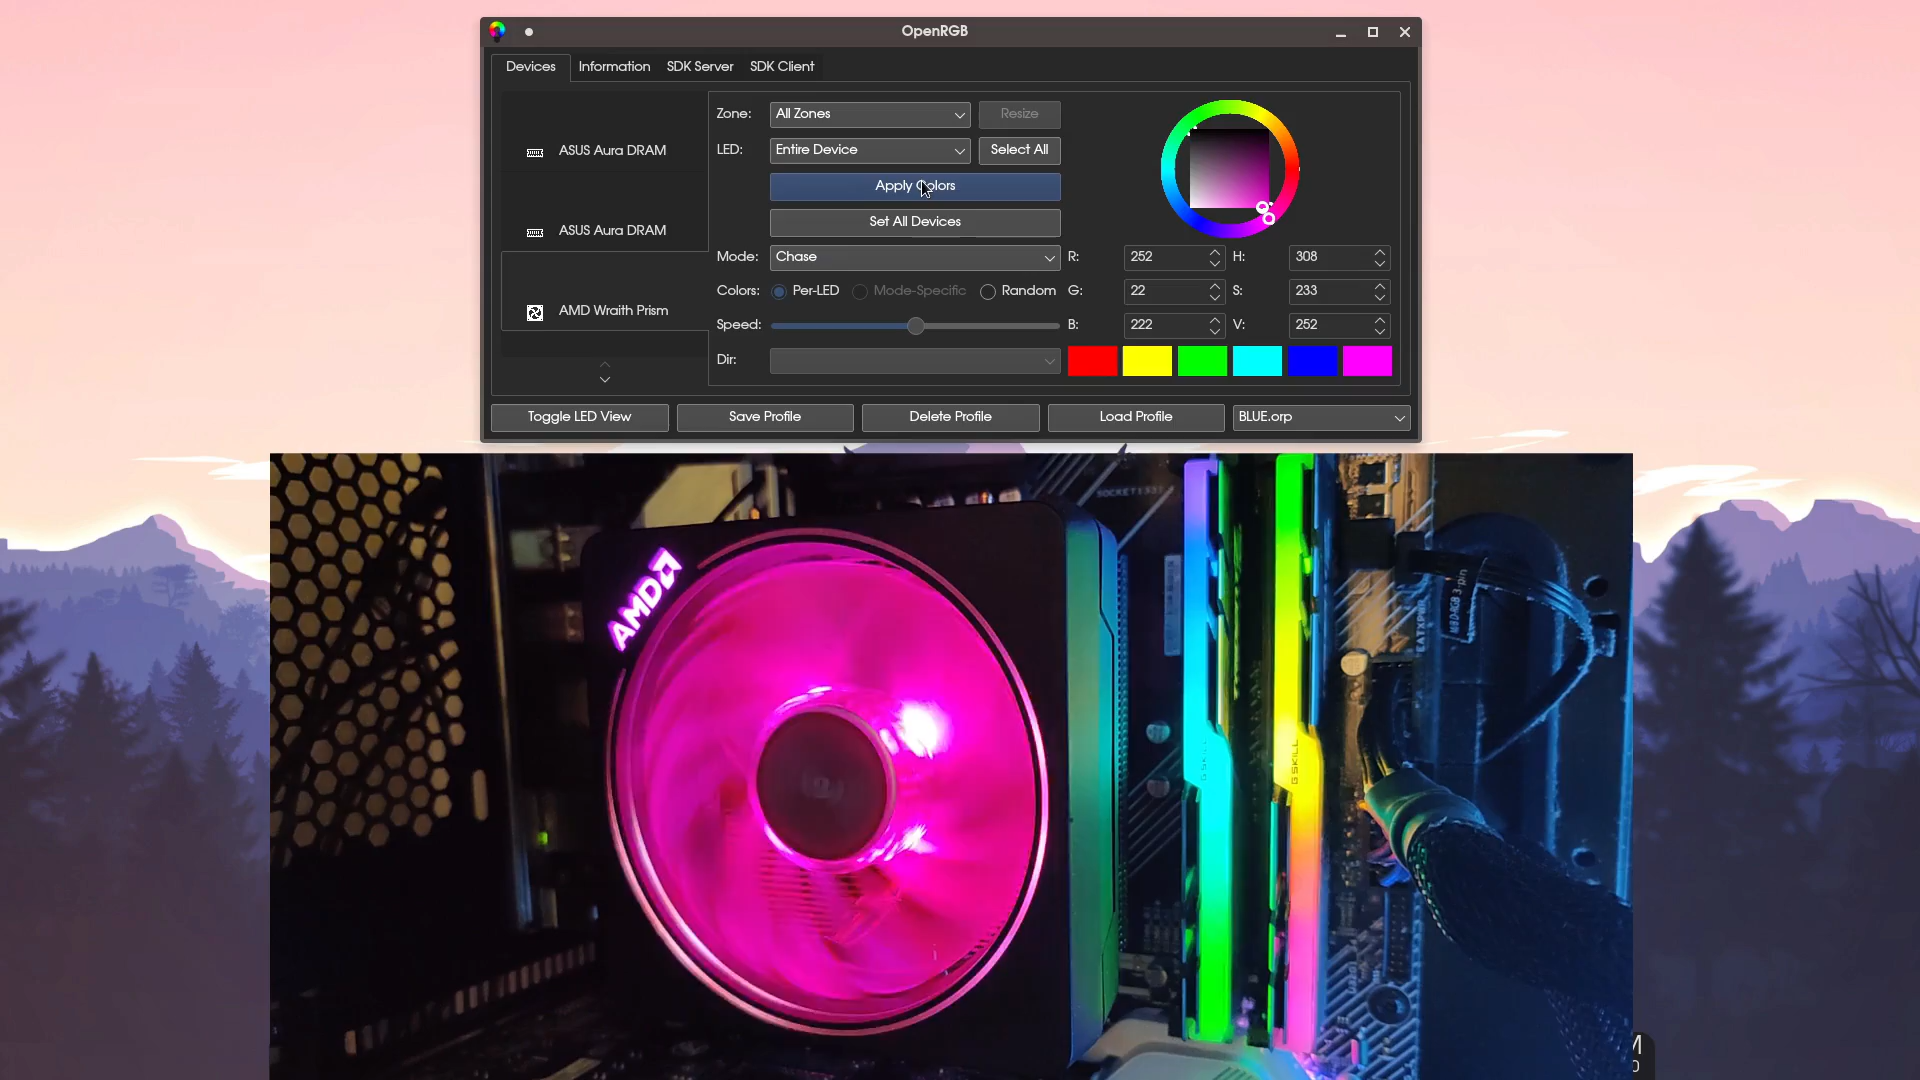 OpenRGB
Devices
Information
SDK Server
SDK Client
ASUS Aura DRAM
ASUS Aura DRAM
AMD Wraith Prism
Zone:
All Zones
Resize
LED:
Entire Device
Select All
Apply Colors
Set All Devices
Mode:
Chase
Colors:
Per-LED
Mode-Specific
Random
Speed:
Dir:
R:
252
H:
308
G:
22
S:
233
B:
222
V:
252
Toggle LED View
Save Profile
Delete Profile
Load Profile
BLUE.orp
AMD
G.SKILL
G.SKILL
EATXPWR